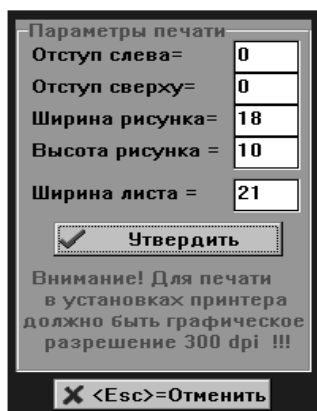 Параметры печати
Отступ слева= 0
Отступ сверху= 0
Ширина рисунка= 18
Высота рисунка = 10
Ширина листа = 21
Утвердить
Внимание! Для печати
в установках принтера
должно быть графическое
разрешение 300 dpi !!!
<Esc>=Отменить